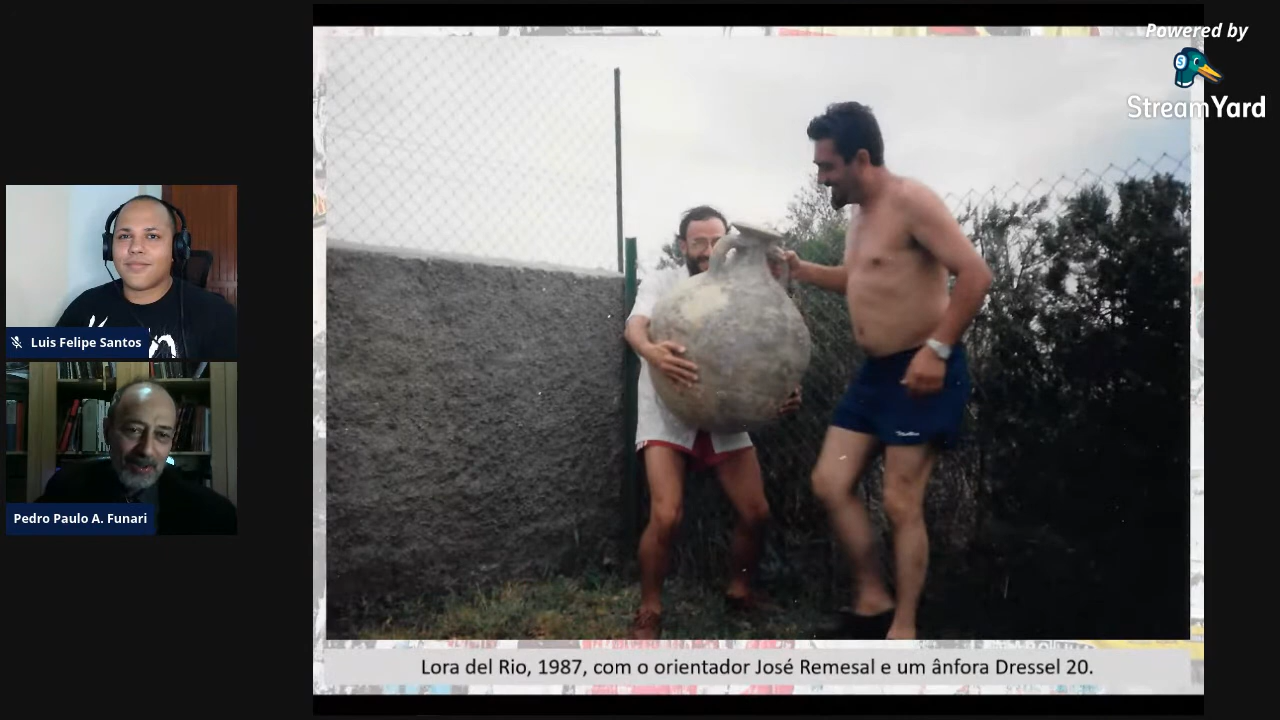 Powered by
StreamYard
Luis Felipe Santos
Pedro Paulo A. Funari
Lora del Rio, 1987, com o orientador José Remesal e um ânfora Dressel 20.